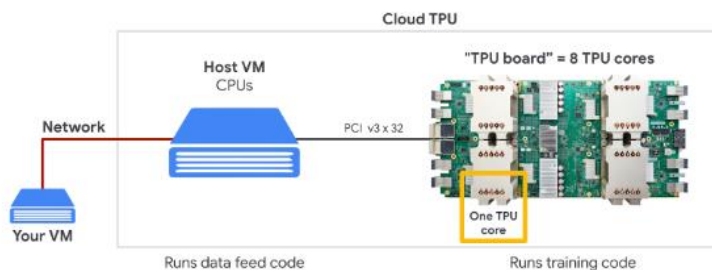 Cloud TPU
Host VM
CPUs
"TPU board" = 8 TPU cores
Network
PCI v3 x 32
One TPU
core
Your VM
Runs data feed code
Runs training code